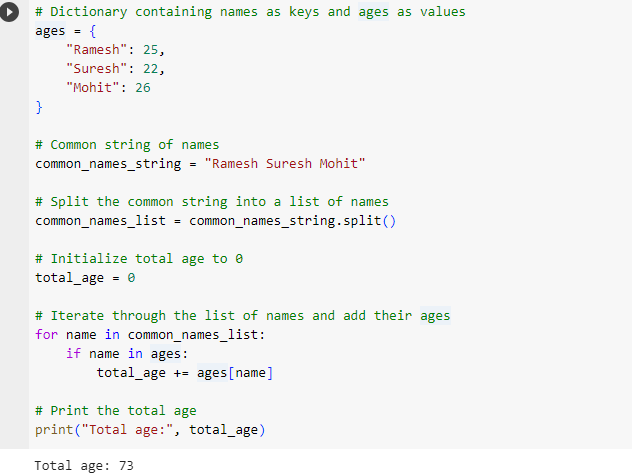 # Dictionary containing names as keys and ages as values
ages = {
    "Ramesh": 25,
    "Suresh": 22,
    "Mohit": 26
}

# Common string of names
common_names_string = "Ramesh Suresh Mohit"

# Split the common string into a list of names
common_names_list = common_names_string.split()

# Initialize total age to 0
total_age = 0

# Iterate through the list of names and add their ages
for name in common_names_list:
    if name in ages:
        total_age += ages[name]

# Print the total age
print("Total age:", total_age)

Total age: 73